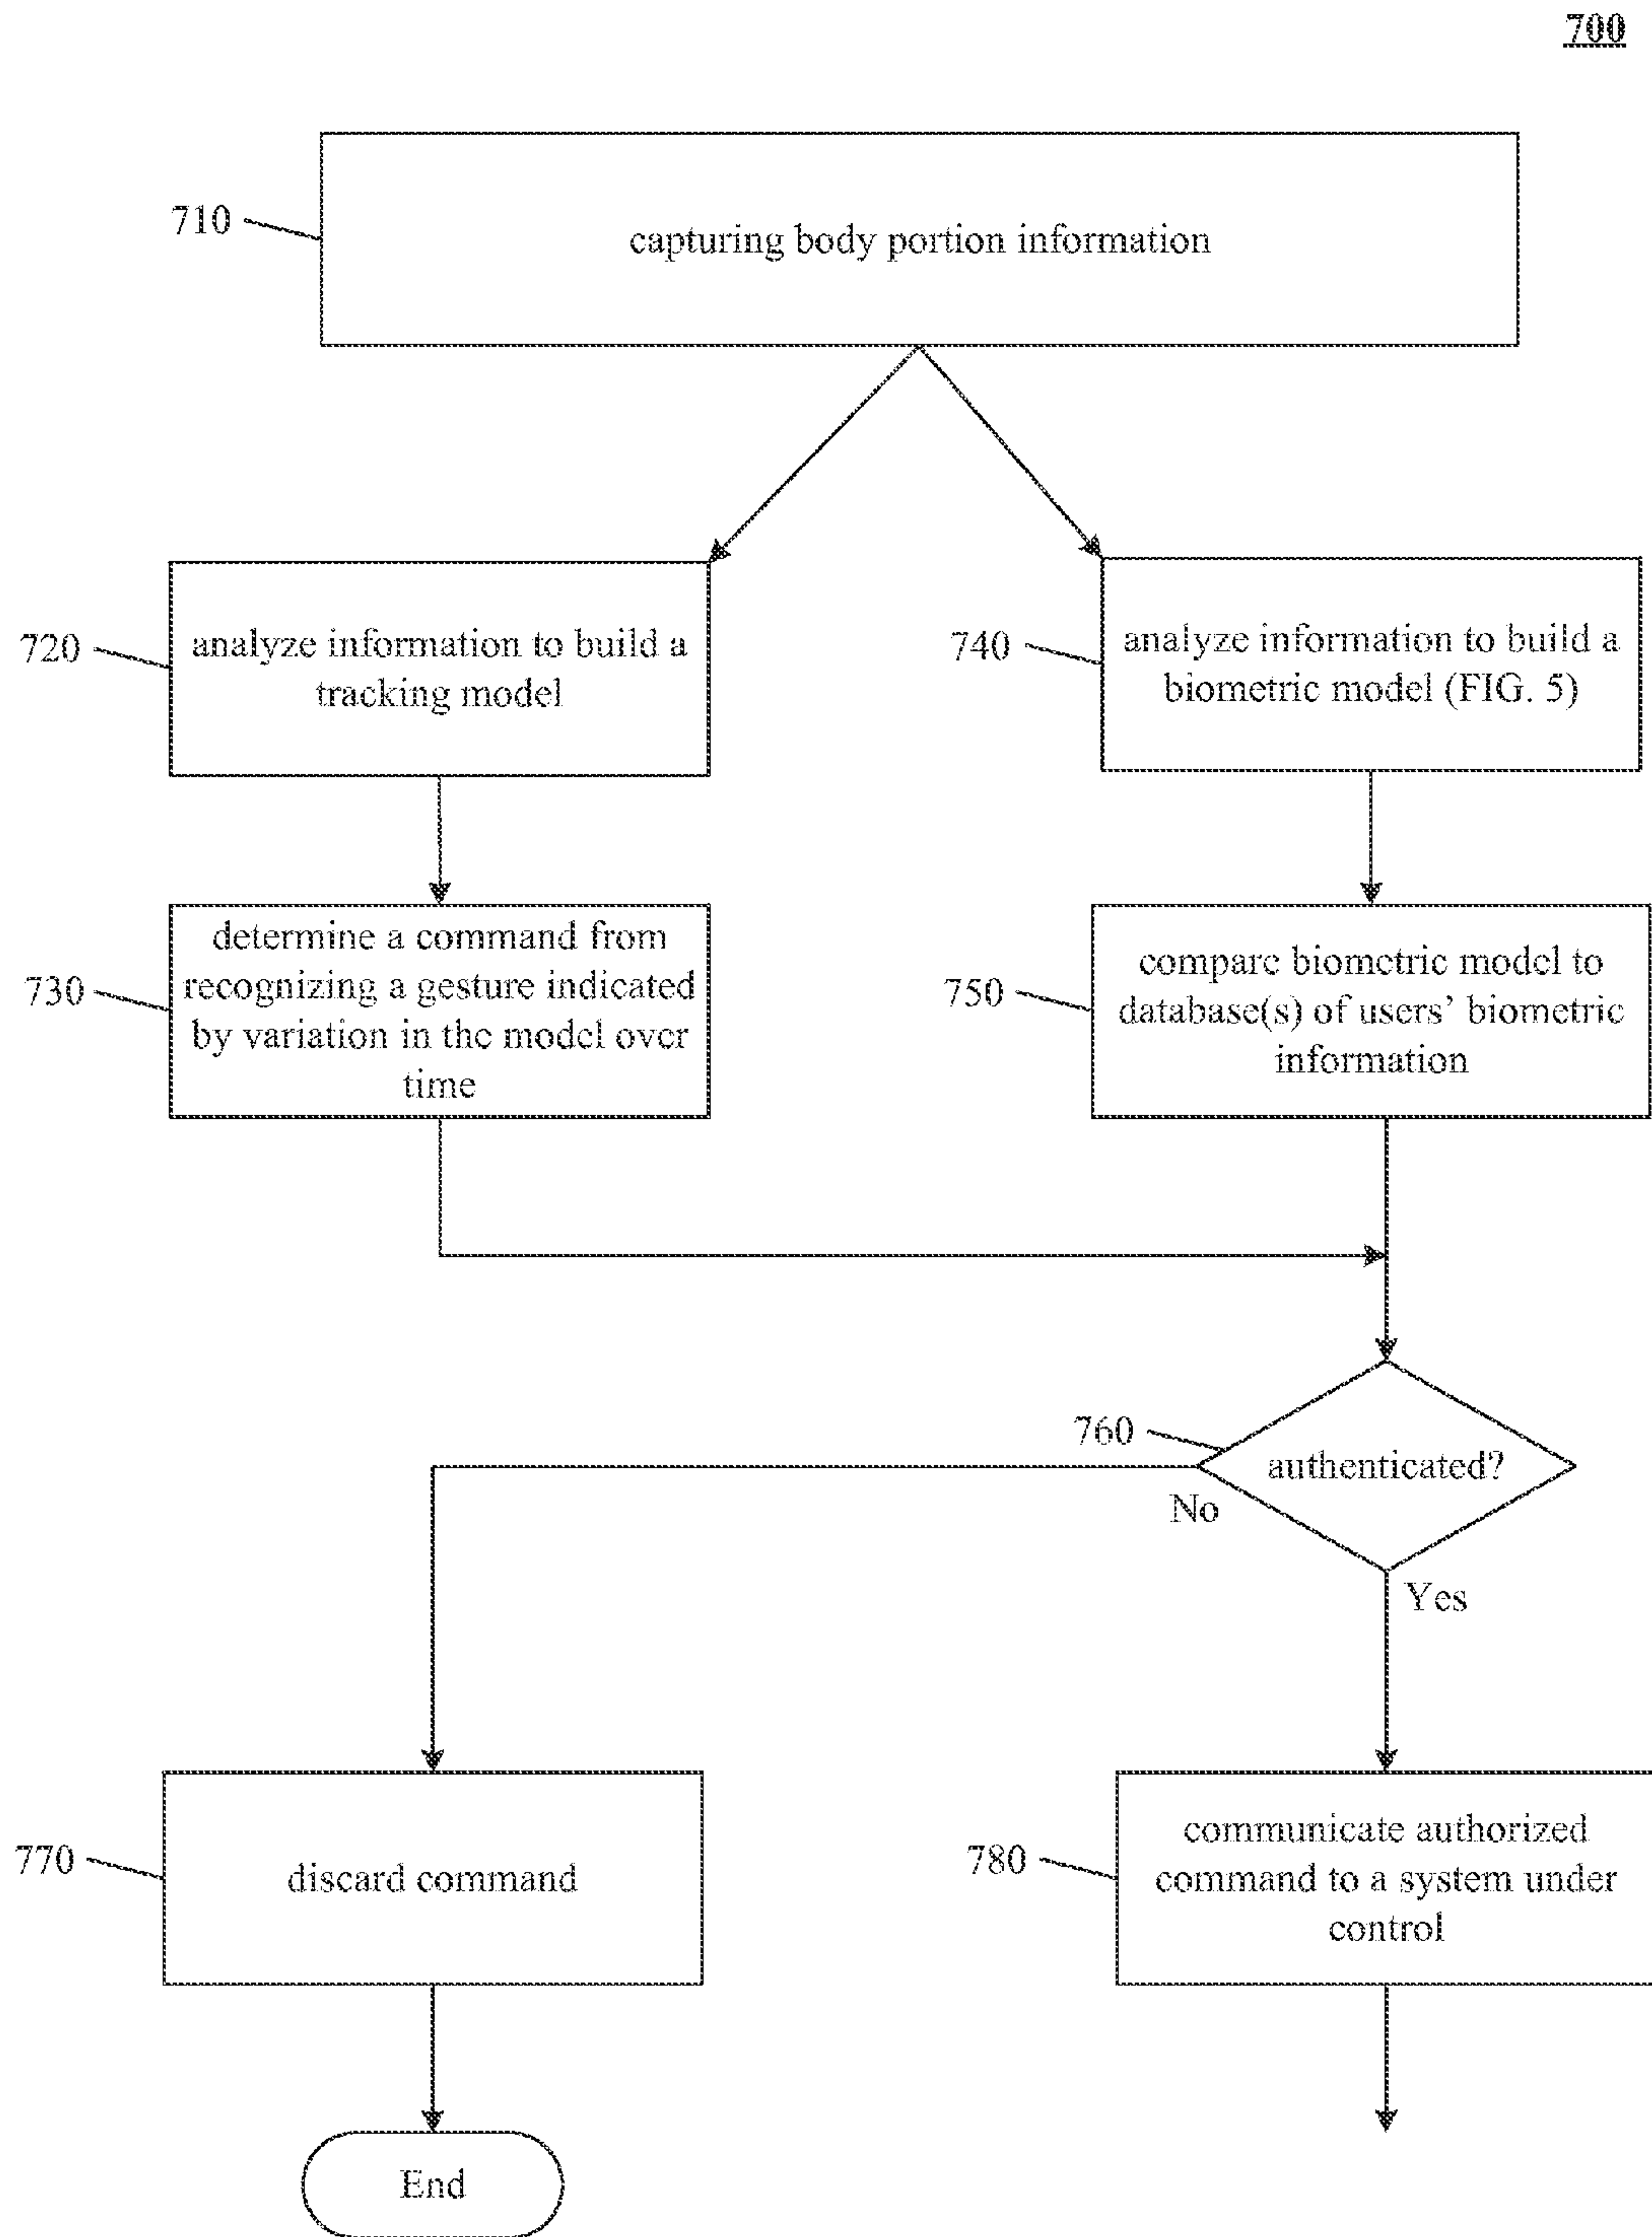 700
710
capturing body portion information
720
analyze information to build a
tracking model
740
analyze information to build a
biometric model (FIG. 5)
730
determine a command from
recognizing a gesture indicated
by variation in the model over
time
750
compare biometric model to
database(s) of users’ biometric
information
760
authenticated?
No
Yes
770
discard command
780
communicate authorized
command to a system under
control
End